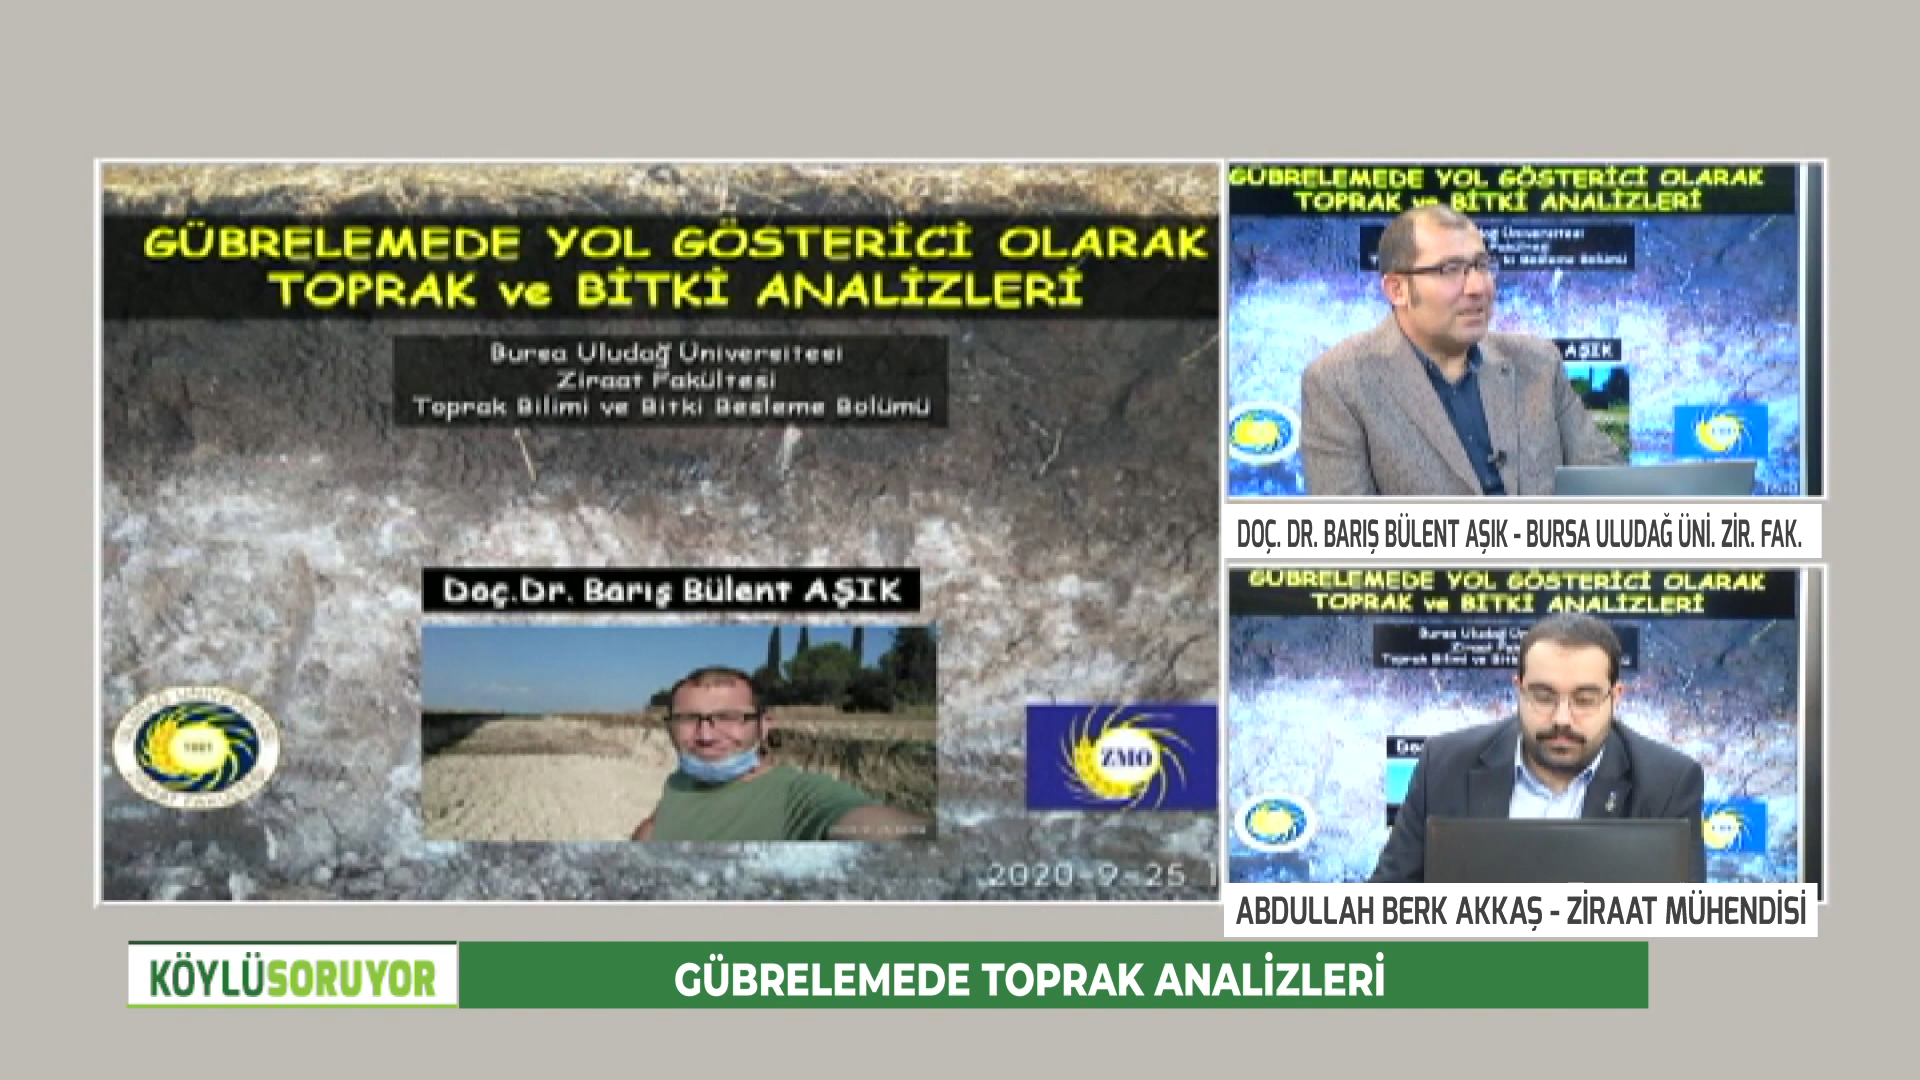 GÜBRELEMEDE YOL GÖSTERİCİ OLARAK
TOPRAK ve BİTKİ ANALİZLERİ
Bursa Uludağ Üniversitesi
Ziraat Fakültesi
Toprak Bilimi ve Bitki Besleme Bölümü
Doç.Dr. Barış Bülent AŞIK
ZMO
2020-9-25 1
GÜBRELEMEDE YOL GÖSTERİCİ OLARAK
TOPRAK ve BİTKİ ANALİZLERİ
AŞIK
DOÇ. DR. BARIŞ BÜLENT AŞIK - BURSA ULUDAĞ ÜNİ. ZİR. FAK.
GÜBRELEMEDE YOL GÖSTERİCİ OLARAK
TOPRAK ve BİTKİ ANALİZLERİ
ABDULLAH BERK AKKAŞ - ZİRAAT MÜHENDİSİ
KÖYLÜSORUYOR
GÜBRELEMEDE TOPRAK ANALİZLERİ